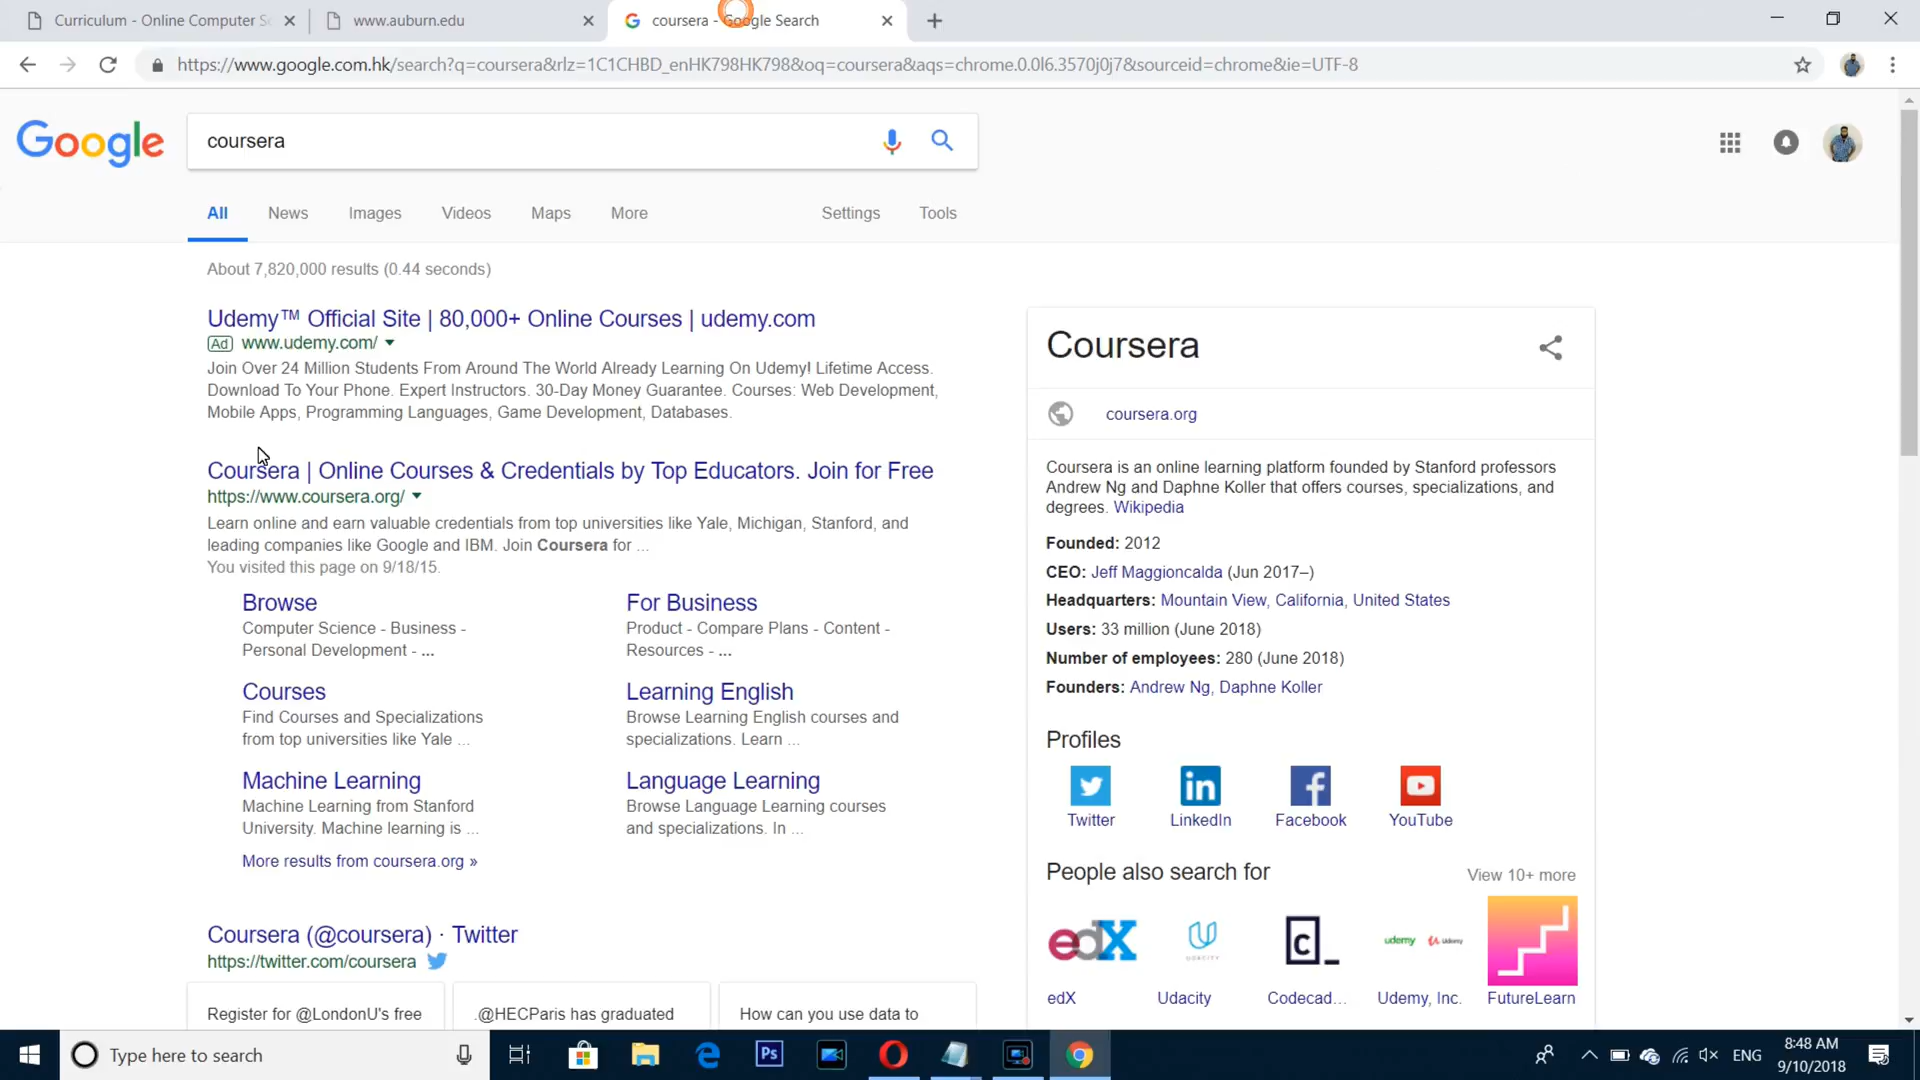 Curriculum - Online Computer S
www.auburn.edu
coursera - Google Search
https://www.google.com.hk/search?q=coursera&rlz=1C1CHBD_enHK798HK798&oq=coursera&aqs=chrome.0.0l6.3570j0j7&sourceid=chrome&ie=UTF-8
Google
coursera
All News Images Videos Maps More Settings Tools
About 7,820,000 results (0.44 seconds)
Udemy™ Official Site | 80,000+ Online Courses | udemy.com
Ad www.udemy.com/
Join Over 24 Million Students From Around The World Already Learning On Udemy! Lifetime Access.
Download To Your Phone. Expert Instructors. 30-Day Money Guarantee. Courses: Web Development,
Mobile Apps, Programming Languages, Game Development, Databases.
Coursera | Online Courses & Credentials by Top Educators. Join for Free
https://www.coursera.org/
Learn online and earn valuable credentials from top universities like Yale, Michigan, Stanford, and
leading companies like Google and IBM. Join Coursera for ...
You visited this page on 9/18/15.
Browse
Computer Science - Business -
Personal Development - ...
For Business
Product - Compare Plans - Content -
Resources - ...
Courses
Find Courses and Specializations
from top universities like Yale ...
Learning English
Browse Learning English courses and
specializations. Learn ...
Machine Learning
Machine Learning from Stanford
University. Machine learning is ...
Language Learning
Browse Language Learning courses
and specializations. In ...
More results from coursera.org »
Coursera (@coursera) · Twitter
https://twitter.com/coursera
Register for @LondonU's free
.@HECParis has graduated
How can you use data to
Coursera
coursera.org
Coursera is an online learning platform founded by Stanford professors
Andrew Ng and Daphne Koller that offers courses, specializations, and
degrees. Wikipedia
Founded: 2012
CEO: Jeff Maggioncalda (Jun 2017–)
Headquarters: Mountain View, California, United States
Users: 33 million (June 2018)
Number of employees: 280 (June 2018)
Founders: Andrew Ng, Daphne Koller
Profiles
Twitter LinkedIn Facebook YouTube
People also search for
View 10+ more
edX
UDACITY
c_
udemy Udemy
edX Udacity Codecad... Udemy, Inc. FutureLearn
Type here to search
Ps
ENG
8:48 AM
9/10/2018